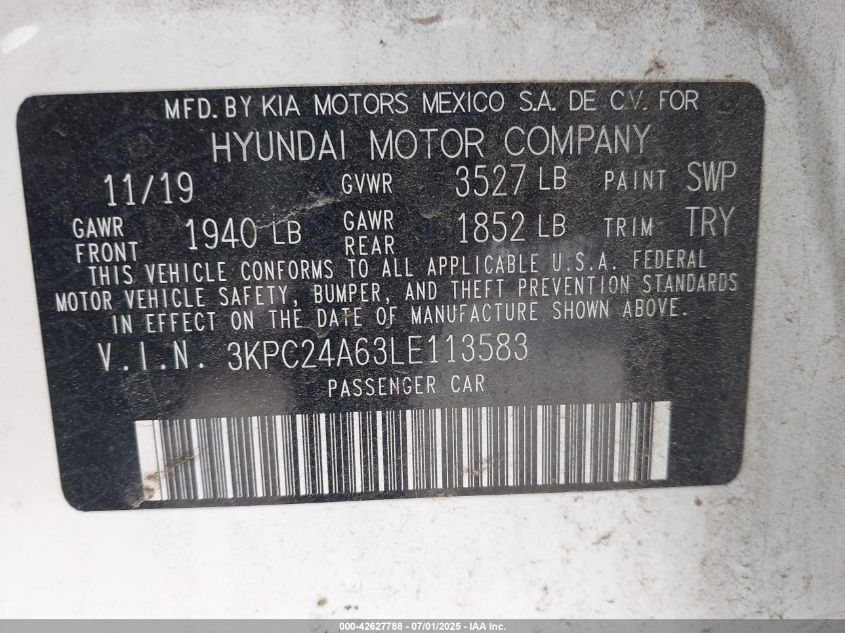 MFD. BY KIA MOTORS MEXICO S.A. DE C.V. FOR
HYUNDAI MOTOR COMPANY
11/19 GVWR 3527 LB PAINT SWP
GAWR FRONT 1940 LB GAWR REAR 1852 LB TRIM TRY
THIS VEHICLE CONFORMS TO ALL APPLICABLE U.S.A. FEDERAL
MOTOR VEHICLE SAFETY, BUMPER, AND THEFT PREVENTION STANDARDS
IN EFFECT ON THE DATE OF MANUFACTURE SHOWN ABOVE.
V.I.N. 3KPC24A63LE113583
PASSENGER CAR
000-42627788 - 07/01/2025 - IAA Inc.